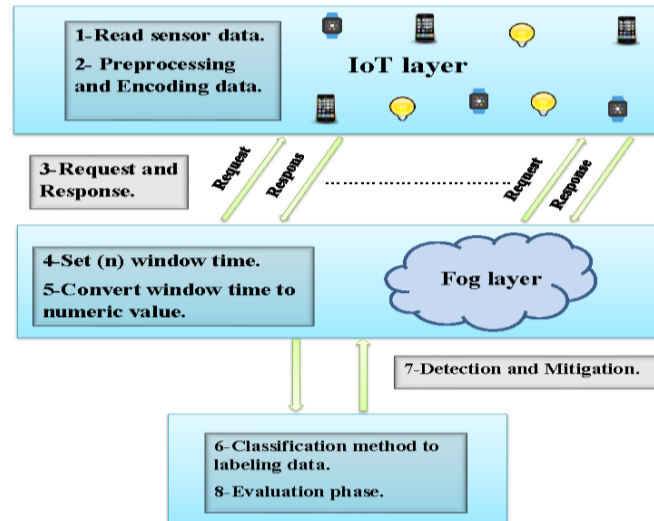 1-Read sensor data.
2- Preprocessing
and Encoding data.
IoT layer
3-Request and
Response.
Request
Respons
Request
Response
4-Set (n) window time.
5-Convert window time to
numeric value.
Fog layer
7-Detection and Mitigation.
6-Classification method to
labeling data.
8-Evaluation phase.